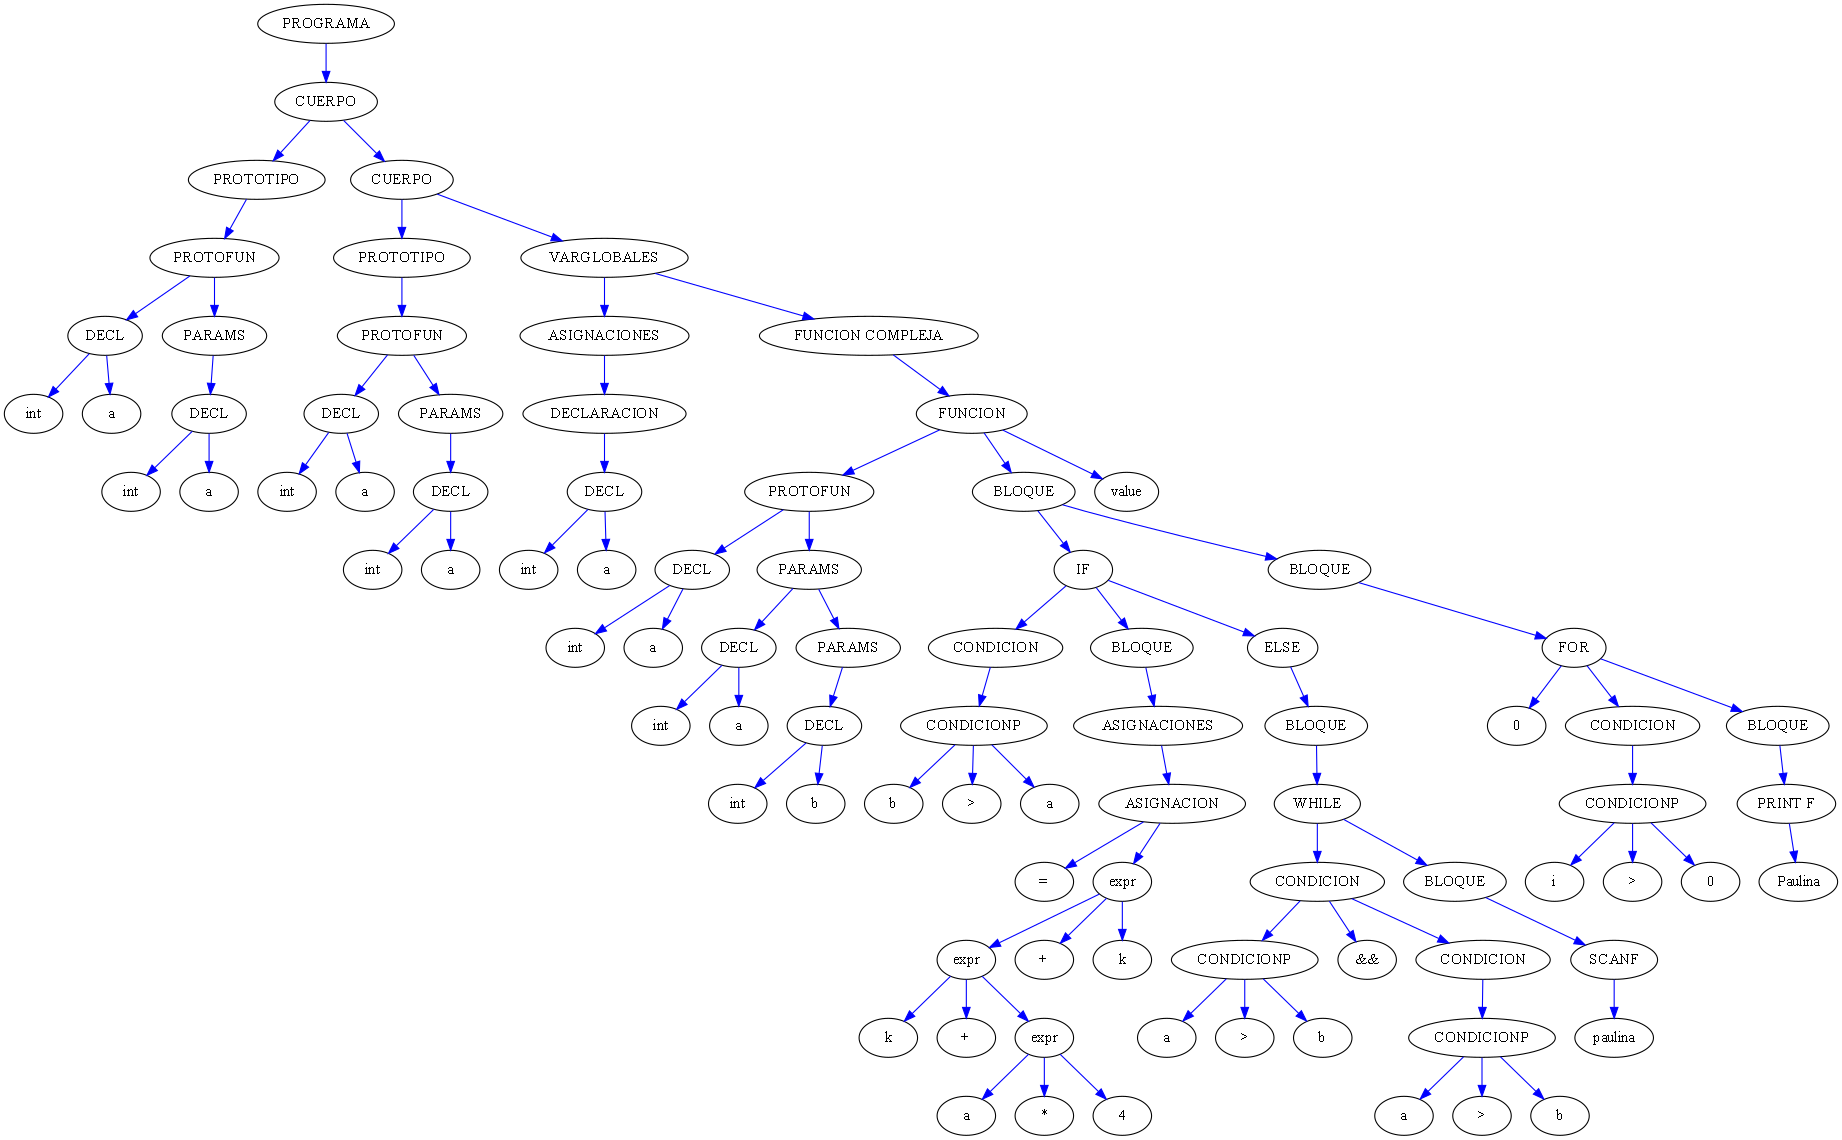 PROGRAMA
CUERPO
PROTOTIPO CUERPO
PROTOFUN PROTOTIPO VARGLOBALES
DECL PARAMS PROTOFUN ASIGNACIONES FUNCION COMPLEJA
int a DECL DECL PARAMS DECLARACION FUNCION
int a int a DECL DECL PROTOFUN BLOQUE value
int a int a DECL PARAMS IF BLOQUE
int a DECL PARAMS CONDICION BLOQUE ELSE FOR
int a DECL CONDICIONP ASIGNACIONES BLOQUE 0 CONDICION BLOQUE
int b b > a ASIGNACION WHILE CONDICIONP PRINT F
= expr CONDICION BLOQUE i > 0 Paulina
expr + k CONDICIONP && CONDICION SCANF
k + expr a > b CONDICIONP paulina
a * 4 a > b